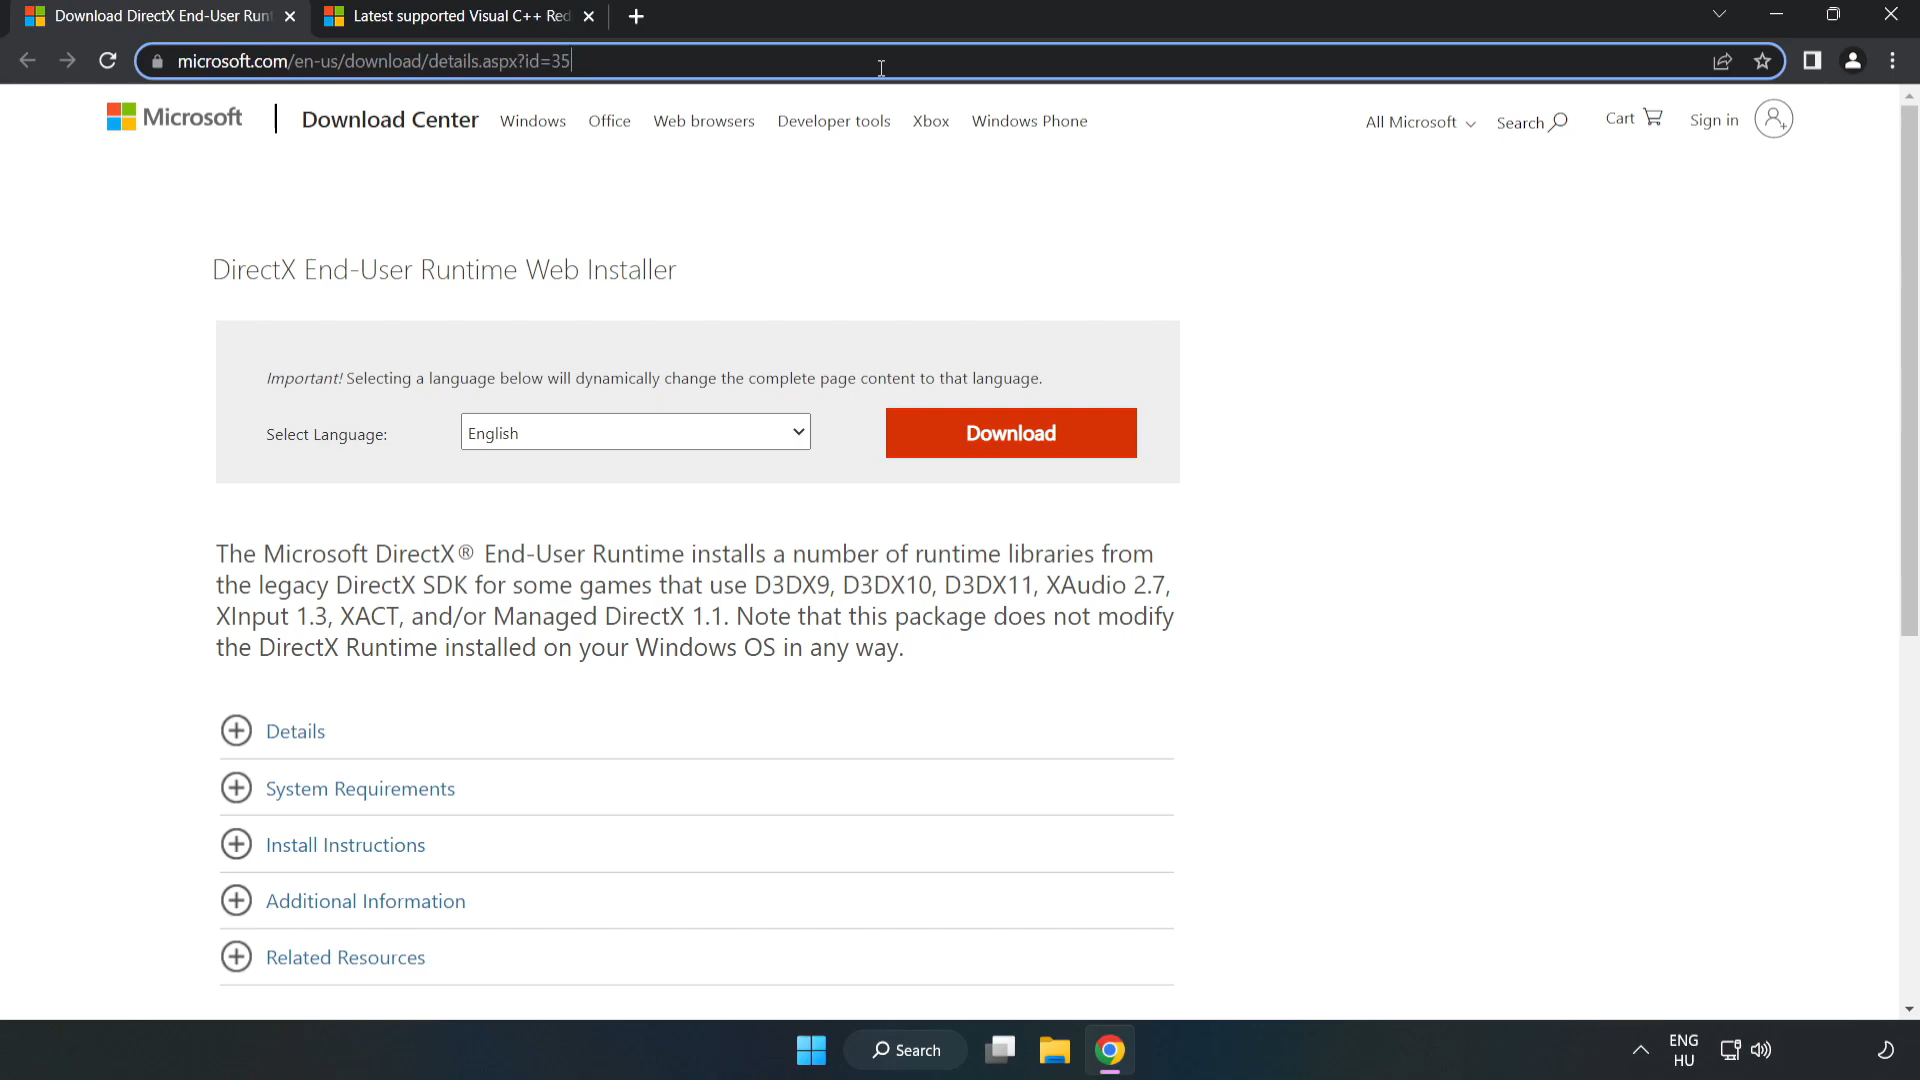 Download DirectX End-User Runt
Latest supported Visual C++ Red
microsoft.com/en-us/download/details.aspx?id=35
Microsoft
Download Center
Windows
Office
Web browsers
Developer tools
Xbox
Windows Phone
All Microsoft
Search
Cart
Sign in
DirectX End-User Runtime Web Installer
Important! Selecting a language below will dynamically change the complete page content to that language.
Select Language:
English
Download
The Microsoft DirectX® End-User Runtime installs a number of runtime libraries from
the legacy DirectX SDK for some games that use D3DX9, D3DX10, D3DX11, XAudio 2.7,
XInput 1.3, XACT, and/or Managed DirectX 1.1. Note that this package does not modify
the DirectX Runtime installed on your Windows OS in any way.
Details
System Requirements
Install Instructions
Additional Information
Related Resources
Search
ENG
HU